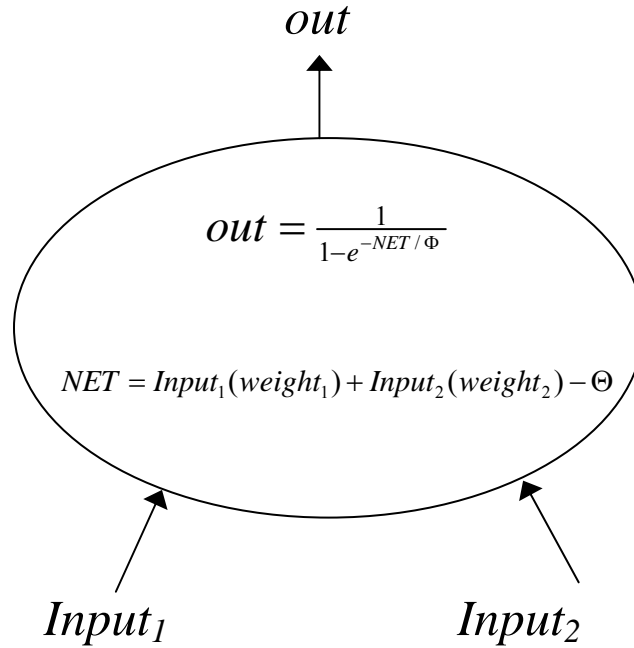 out
out = 1 / 1−e^−NET / Φ
NET = Input₁(weight₁) + Input₂(weight₂) − Θ
Input₁ Input₂